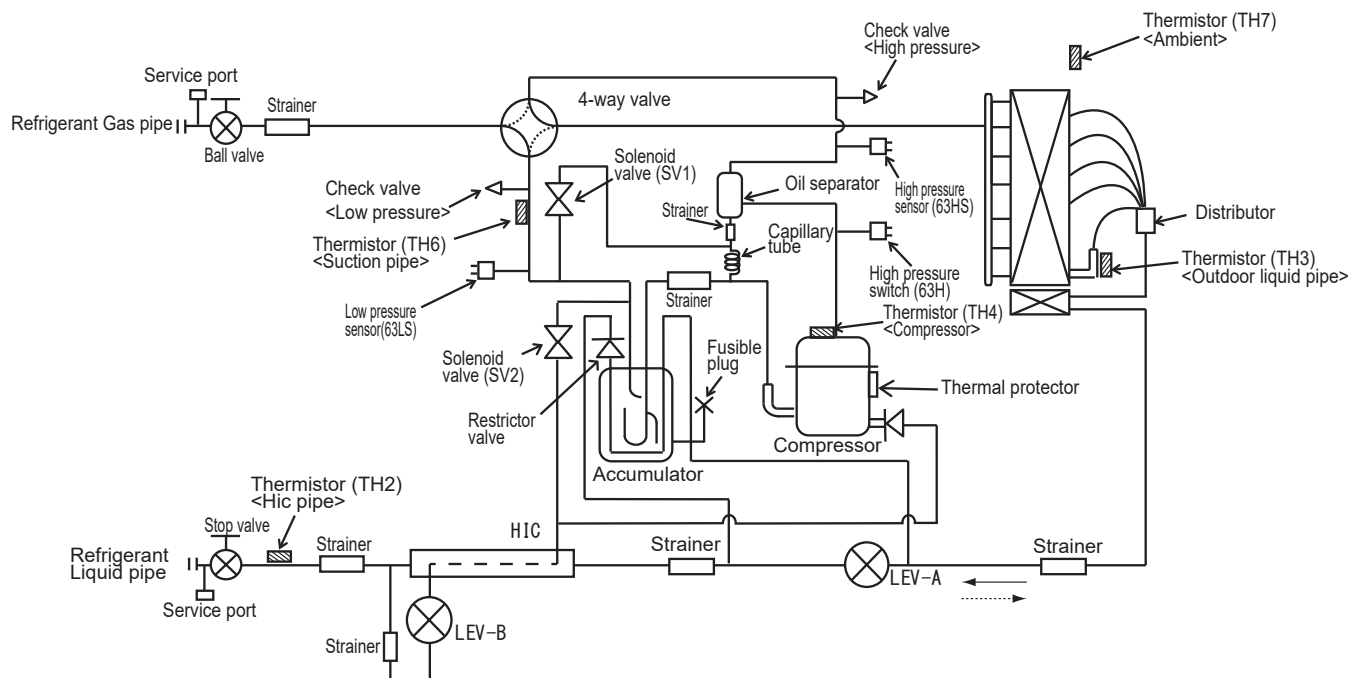 Thermistor (TH7)
<Ambient>
Check valve
<High pressure>
Service port
Strainer
4-way valve
Refrigerant Gas pipe
Ball valve
Solenoid
valve (SV1)
Oil separator
High pressure
sensor (63HS)
Check valve
<Low pressure>
Strainer
Capillary
tube
Distributor
Thermistor (TH6)
<Suction pipe>
High pressure
switch (63H)
Thermistor (TH3)
<Outdoor liquid pipe>
Low pressure
sensor(63LS)
Strainer
Thermistor (TH4)
<Compressor>
Solenoid
valve (SV2)
Fusible
plug
Thermal protector
Restrictor
valve
Compressor
Accumulator
Thermistor (TH2)
<Hic pipe>
Stop valve
Strainer
HIC
Strainer
Strainer
Refrigerant
Liquid pipe
LEV-A
Service port
LEV-B
Strainer